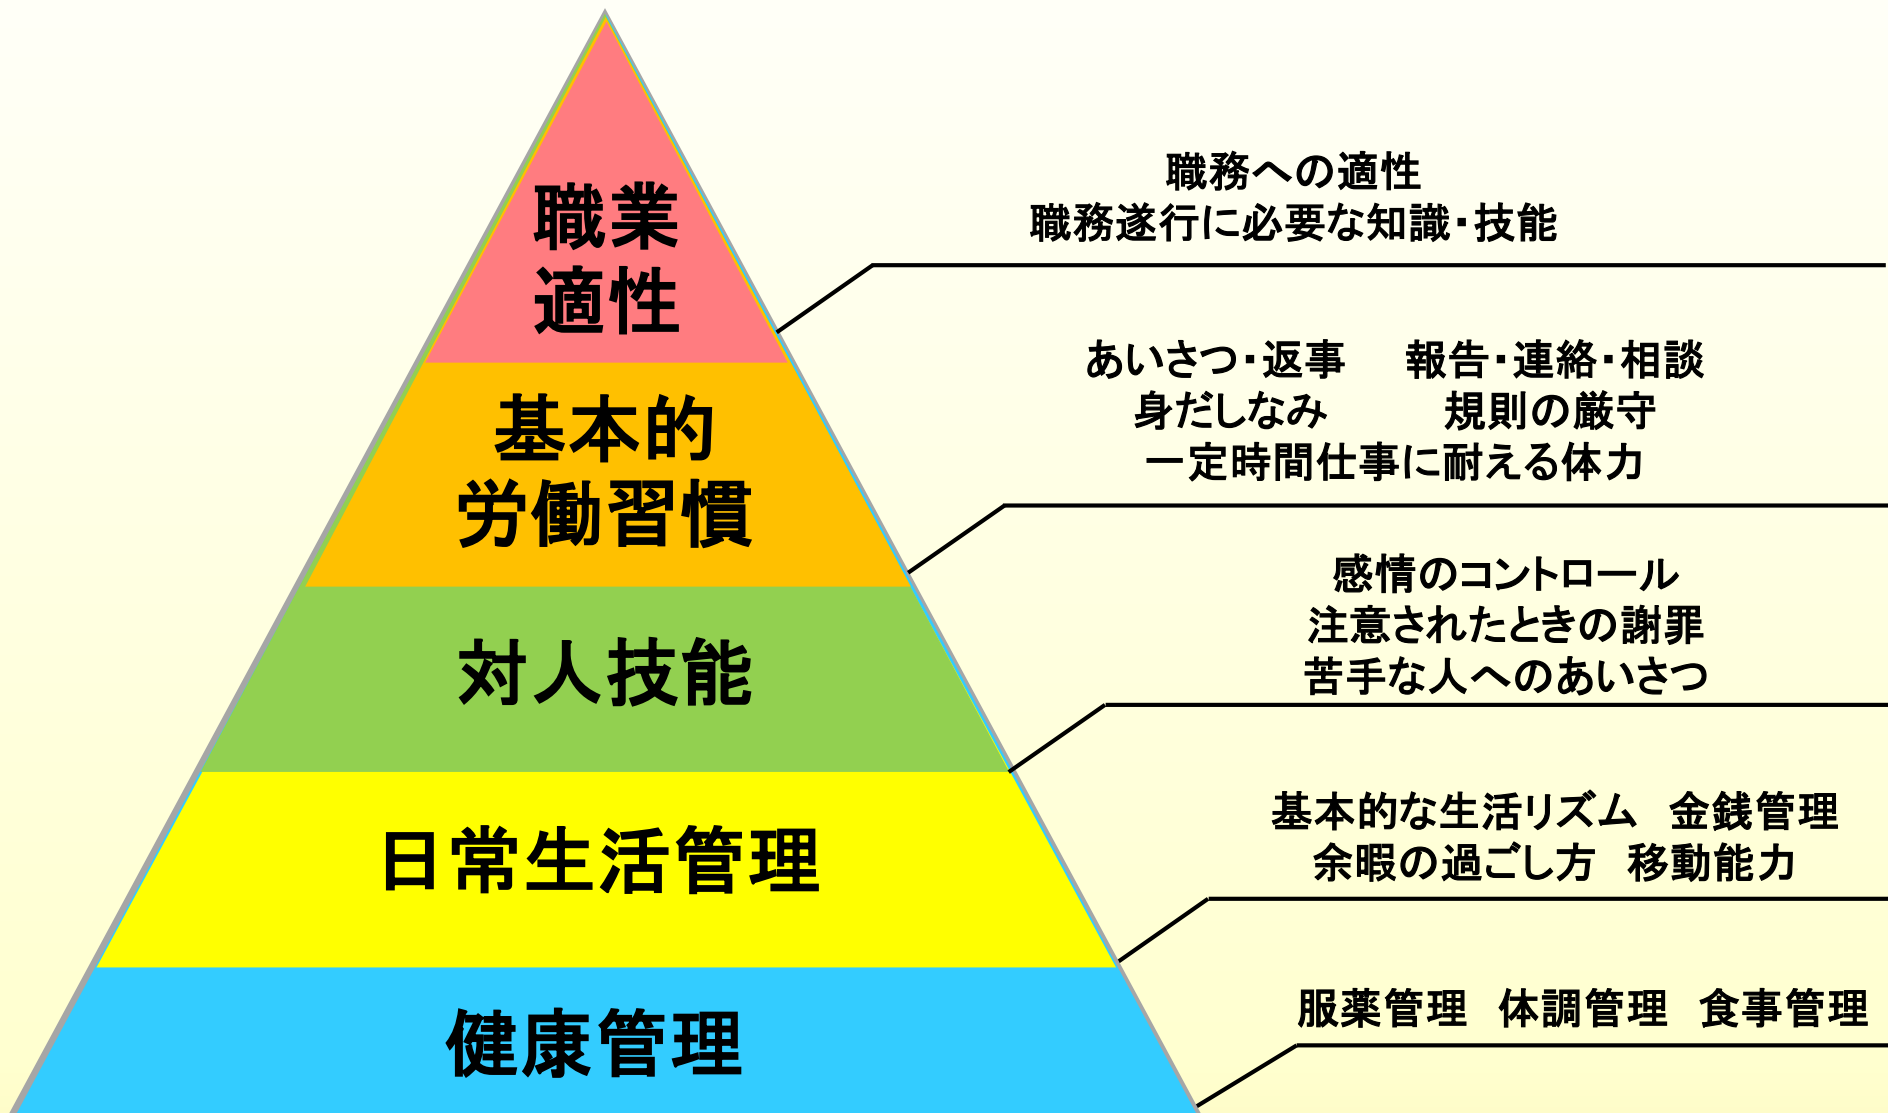 職業
適性
職務への適性
職務遂行に必要な知識・技能
基本的
労働習慣
あいさつ・返事　報告・連絡・相談
身だしなみ　規則の厳守
一定時間仕事に耐える体力
対人技能
感情のコントロール
注意されたときの謝罪
苦手な人へのあいさつ
日常生活管理
基本的な生活リズム　金銭管理
余暇の過ごし方　移動能力
健康管理
服薬管理　体調管理　食事管理